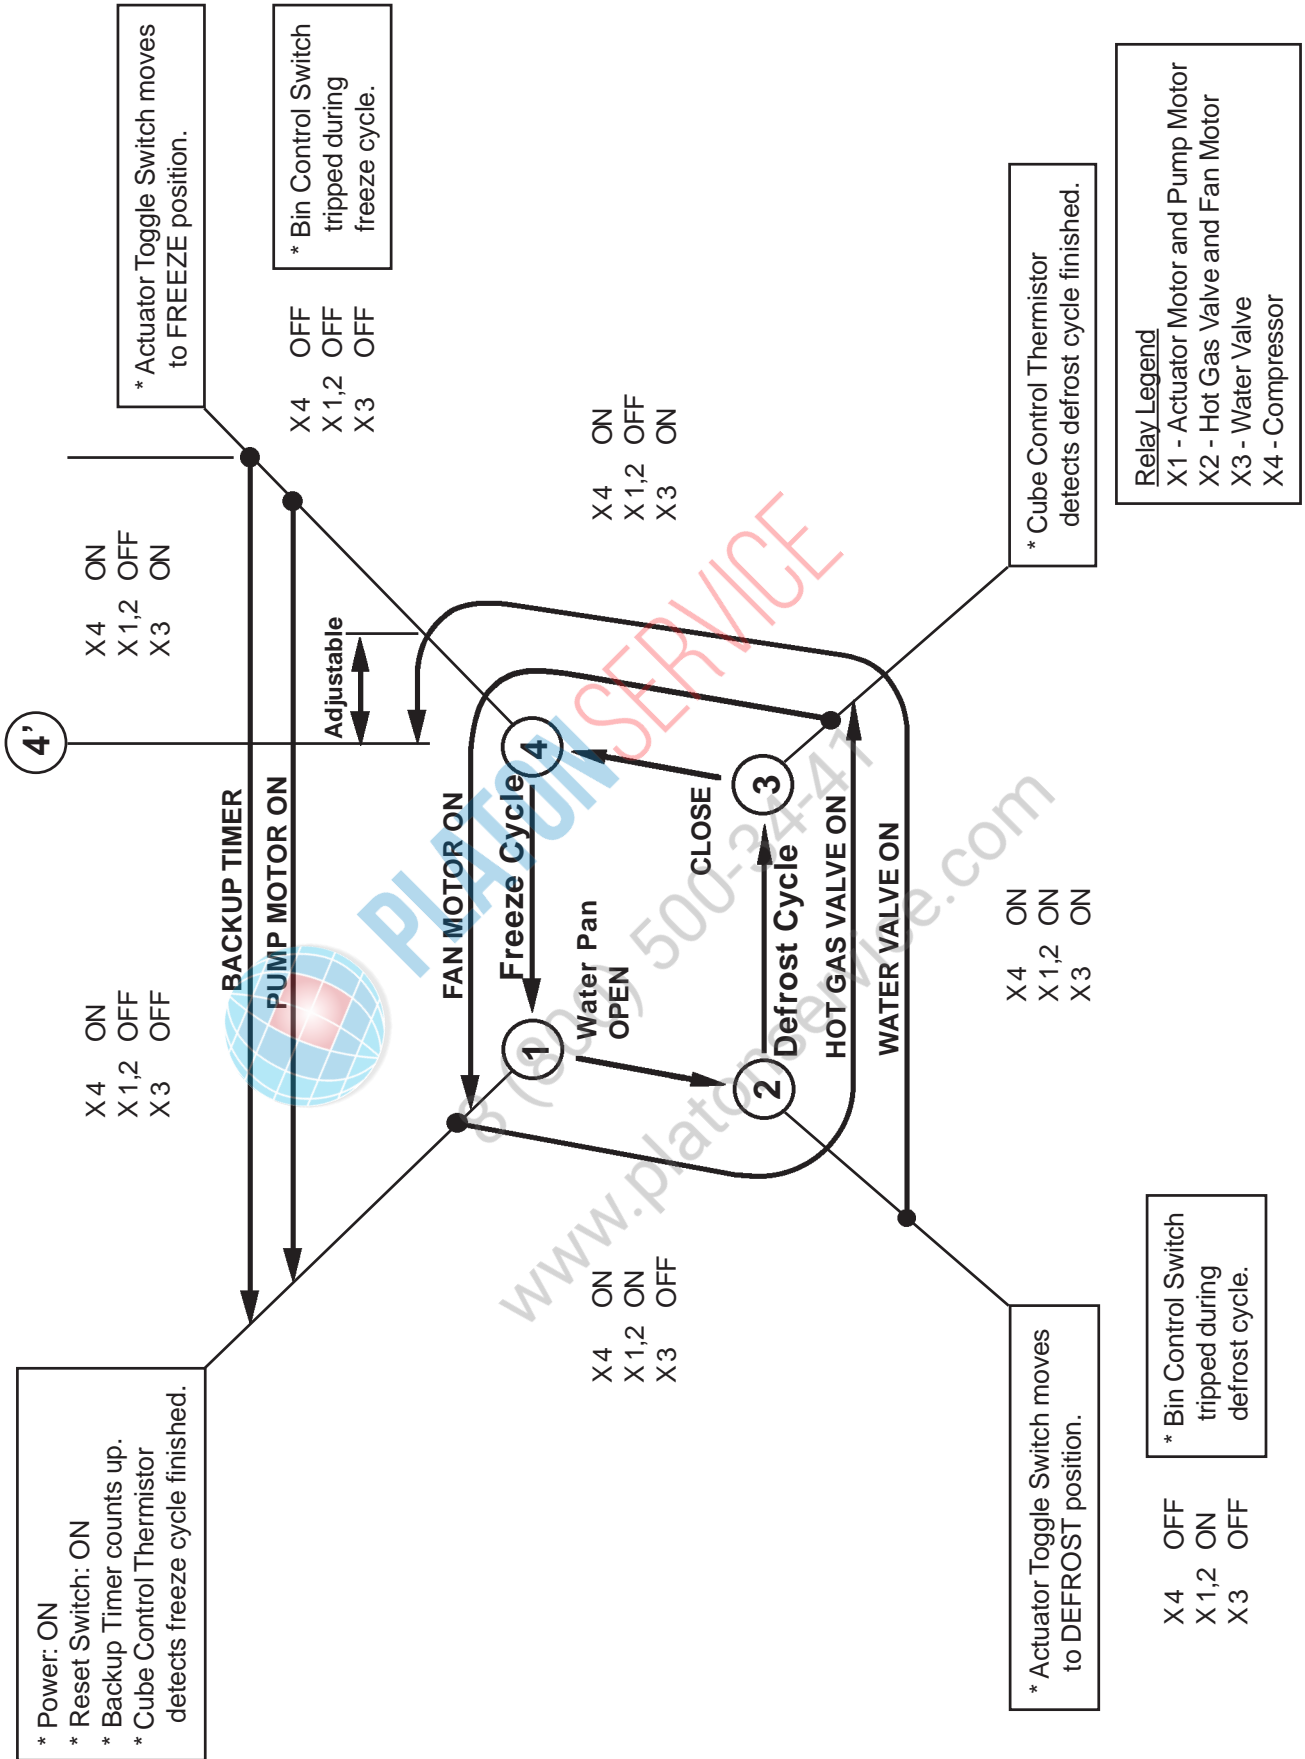 * Power: ON
* Reset Switch: ON
* Backup Timer counts up.
* Cube Control Thermistor
detects freeze cycle finished.
X4 ON
X1,2 OFF
X3 OFF
4'
X4 ON
X1,2 OFF
X3 ON
* Actuator Toggle Switch moves
to FREEZE position.
BACKUP TIMER
PUMP MOTOR ON
Adjustable
X4 OFF
X1,2 OFF
X3 OFF
* Bin Control Switch
tripped during
freeze cycle.
FAN MOTOR ON
Freeze Cycle
1
4
Water Pan
OPEN
CLOSE
X4 ON
X1,2 ON
X3 OFF
X4 ON
X1,2 OFF
X3 ON
2
3
Defrost Cycle
HOT GAS VALVE ON
WATER VALVE ON
X4 ON
X1,2 ON
X3 ON
* Actuator Toggle Switch moves
to DEFROST position.
* Cube Control Thermistor
detects defrost cycle finished.
X4 OFF
X1,2 ON
X3 OFF
* Bin Control Switch
tripped during
defrost cycle.
Relay Legend
X1 - Actuator Motor and Pump Motor
X2 - Hot Gas Valve and Fan Motor
X3 - Water Valve
X4 - Compressor
PLATON SERVICE
8 (800) 500-34-41
www.platonservice.com